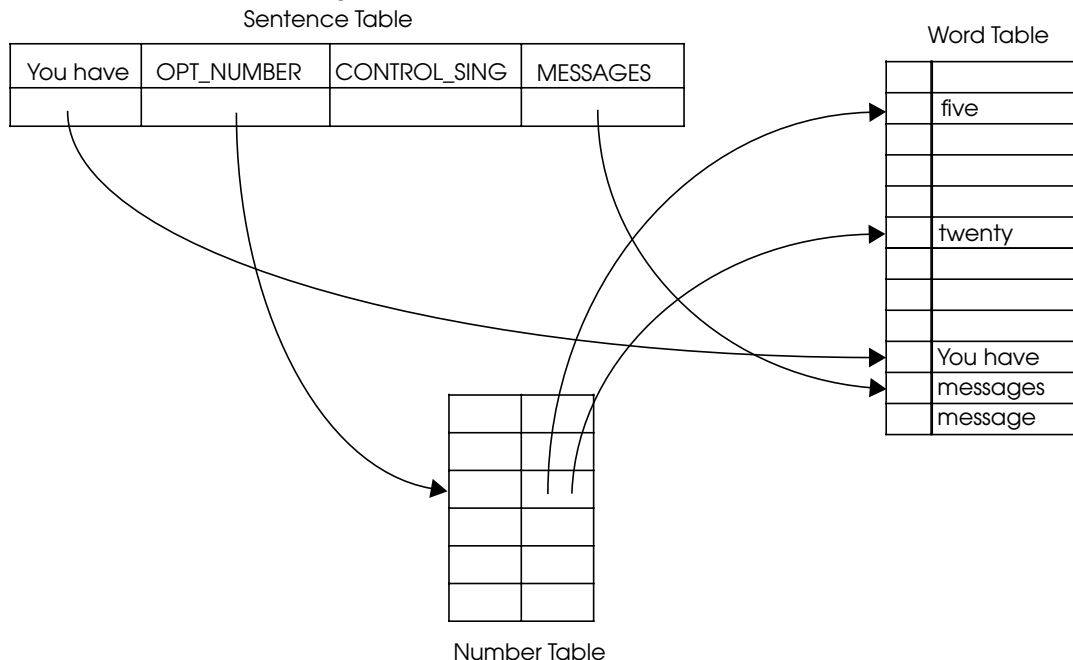 Sentence Table
You have OPT_NUMBER CONTROL_SING MESSAGES
Word Table
five
twenty
You have
messages
message
Number Table